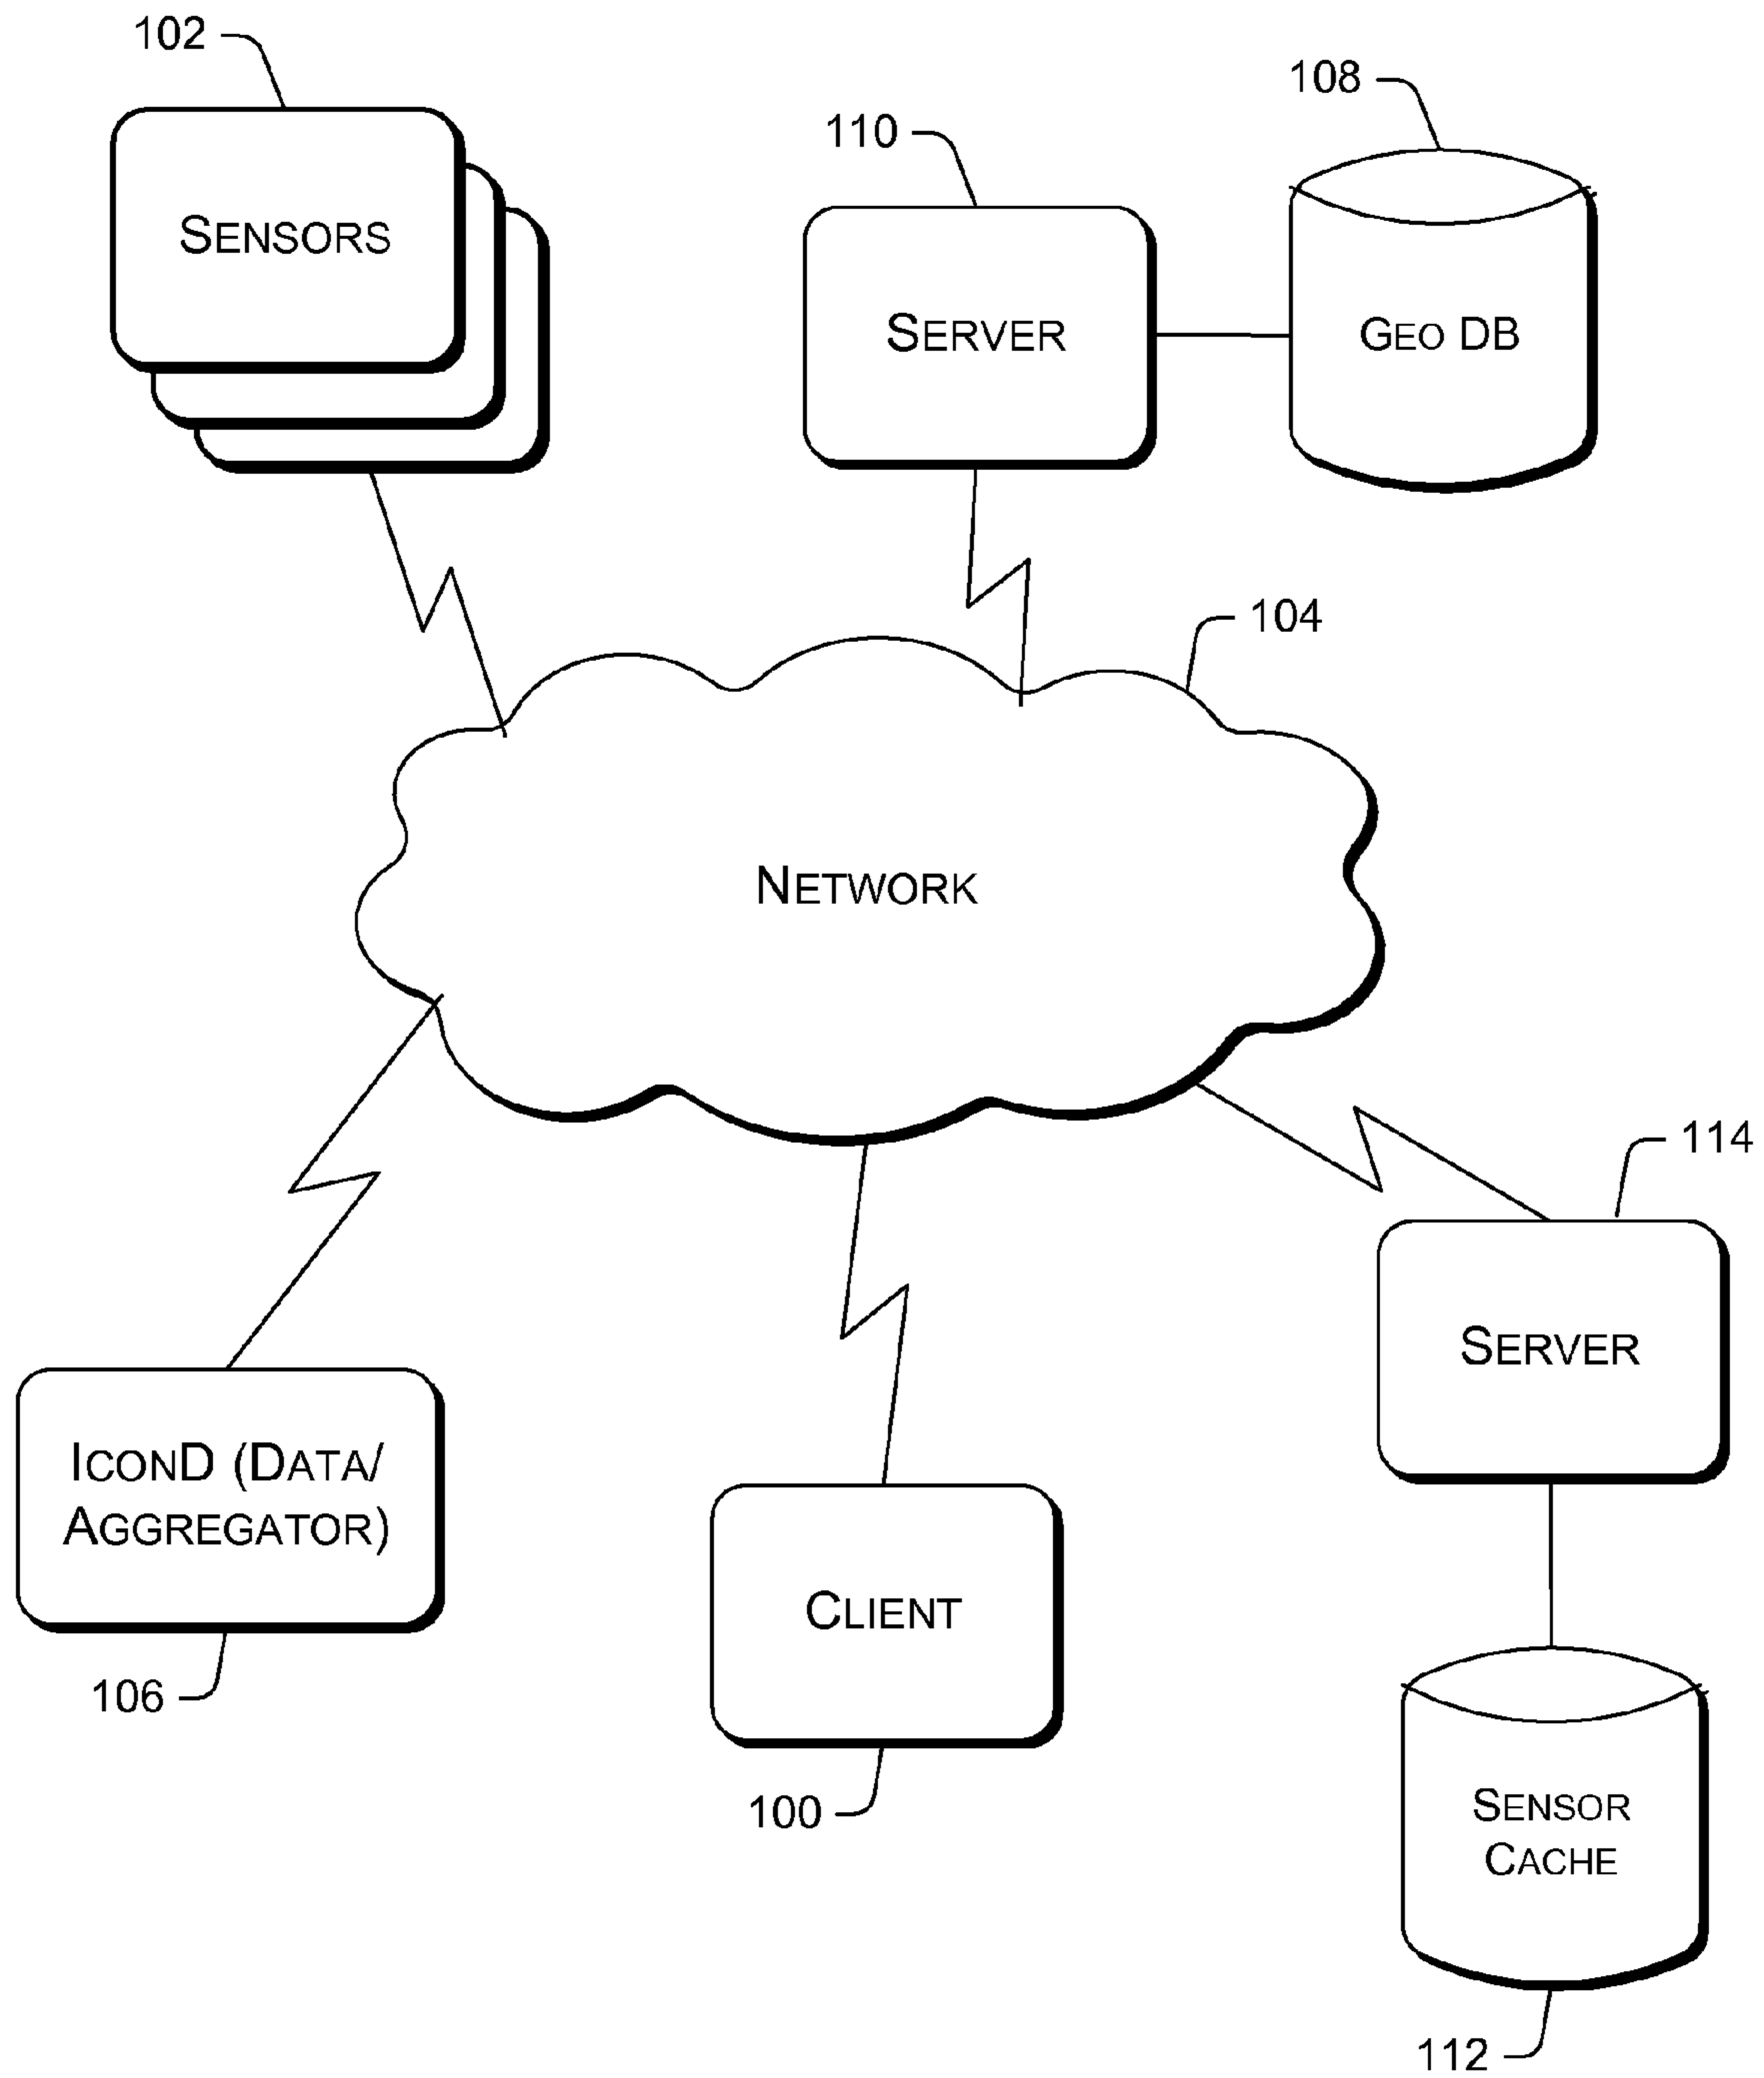 102
SENSORS
110
108
SERVER
GEO DB
104
NETWORK
114
SERVER
ICOND (DATA/
AGGREGATOR)
106
CLIENT
100
SENSOR
CACHE
112